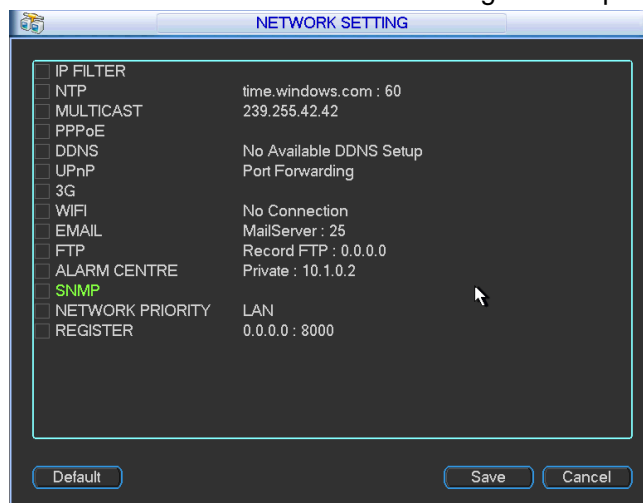 NETWORK SETTING
IP FILTER
NTP time.windows.com : 60
MULTICAST 239.255.42.42
PPPoE
DDNS No Available DDNS Setup
UPnP Port Forwarding
3G
WIFI No Connection
EMAIL MailServer : 25
FTP Record FTP : 0.0.0.0
ALARM CENTRE Private : 10.1.0.2
SNMP
NETWORK PRIORITY LAN
REGISTER 0.0.0.0 : 8000
Default Save Cancel